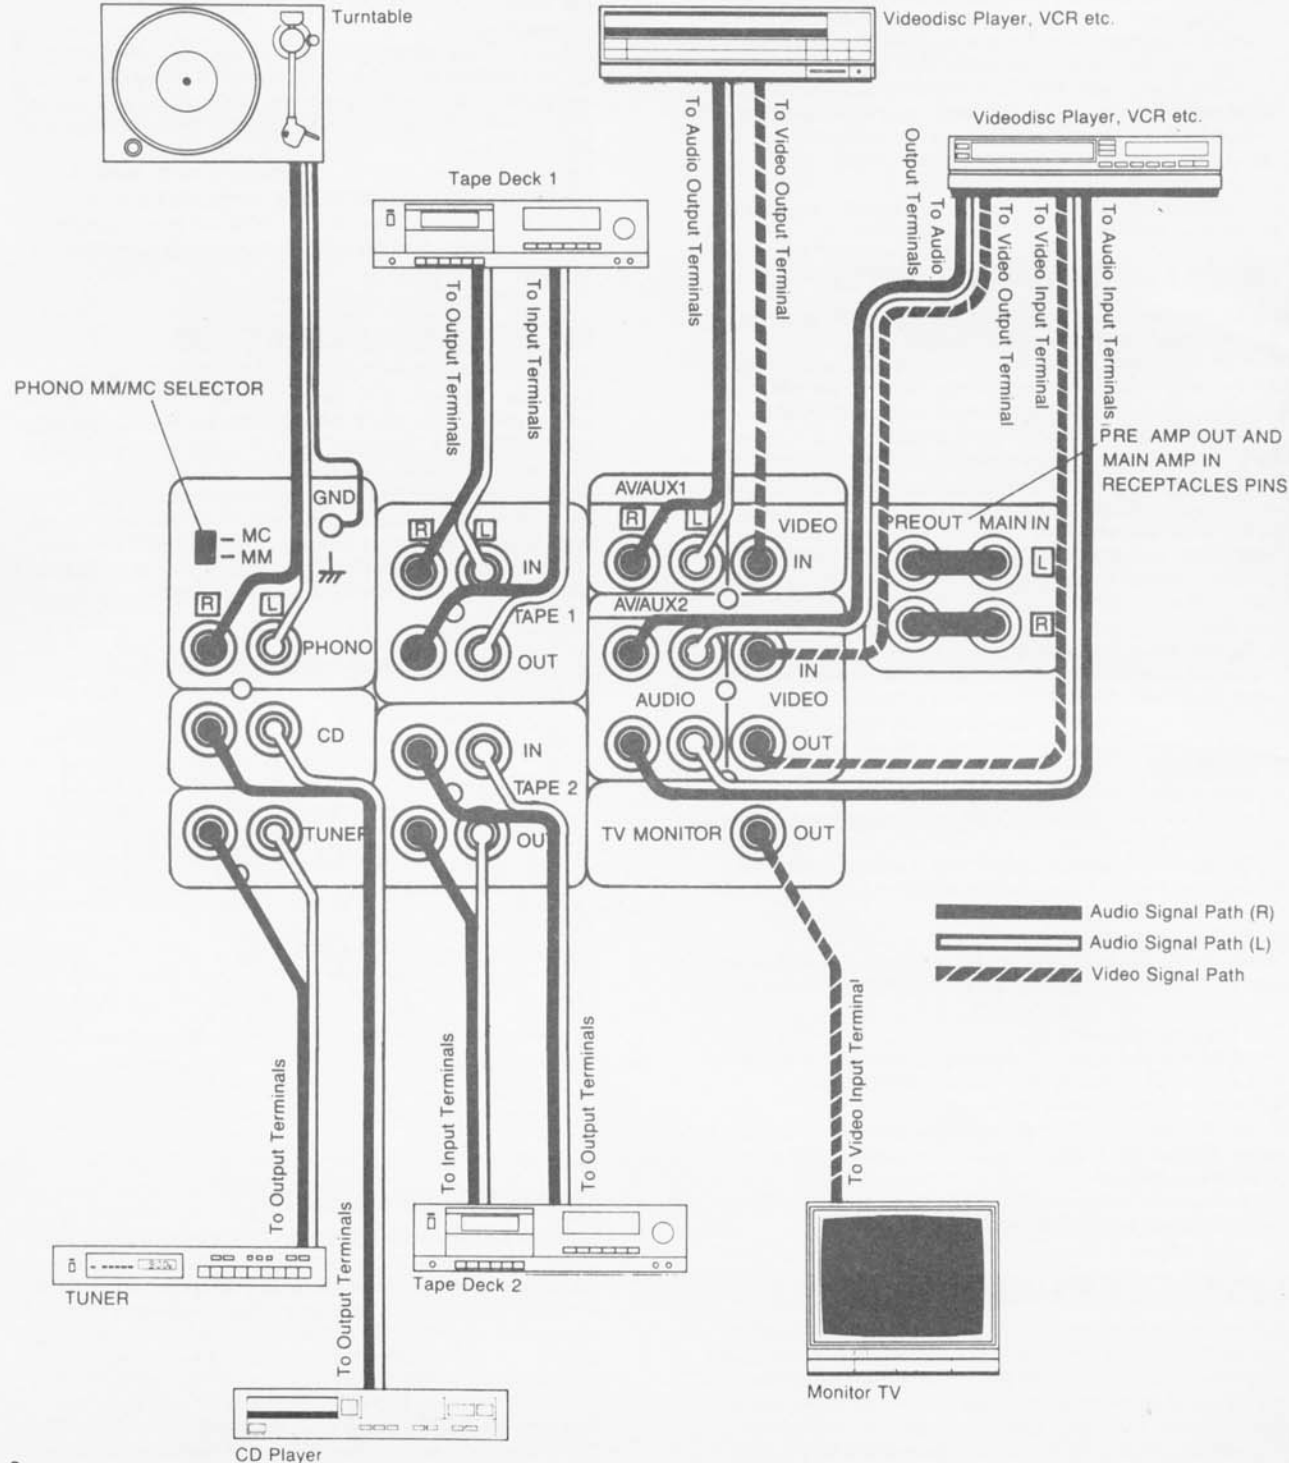 Turntable
Videodisc Player, VCR etc.
Videodisc Player, VCR etc.
Tape Deck 1
To Output Terminals
To Input Terminals
To Audio Output Terminals
To Video Output Terminal
To Audio
Output Terminals
To Video Output Terminal
To Video Input Terminal
To Audio Input Terminals
PHONO MM/MC SELECTOR
PRE AMP OUT AND
MAIN AMP IN
RECEPTACLES PINS
GND
MC
MM
R
L
PHONO
R
L
IN
TAPE 1
OUT
AV/AUX1
R
L
VIDEO
IN
AV/AUX2
IN
AUDIO
VIDEO
OUT
PREOUT
MAIN IN
L
R
CD
IN
TAPE 2
OUT
TUNER
TV MONITOR
OUT
Audio Signal Path (R)
Audio Signal Path (L)
Video Signal Path
To Output Terminals
To Output Terminals
To Input Terminals
To Output Terminals
To Video Input Terminal
TUNER
Tape Deck 2
Monitor TV
CD Player